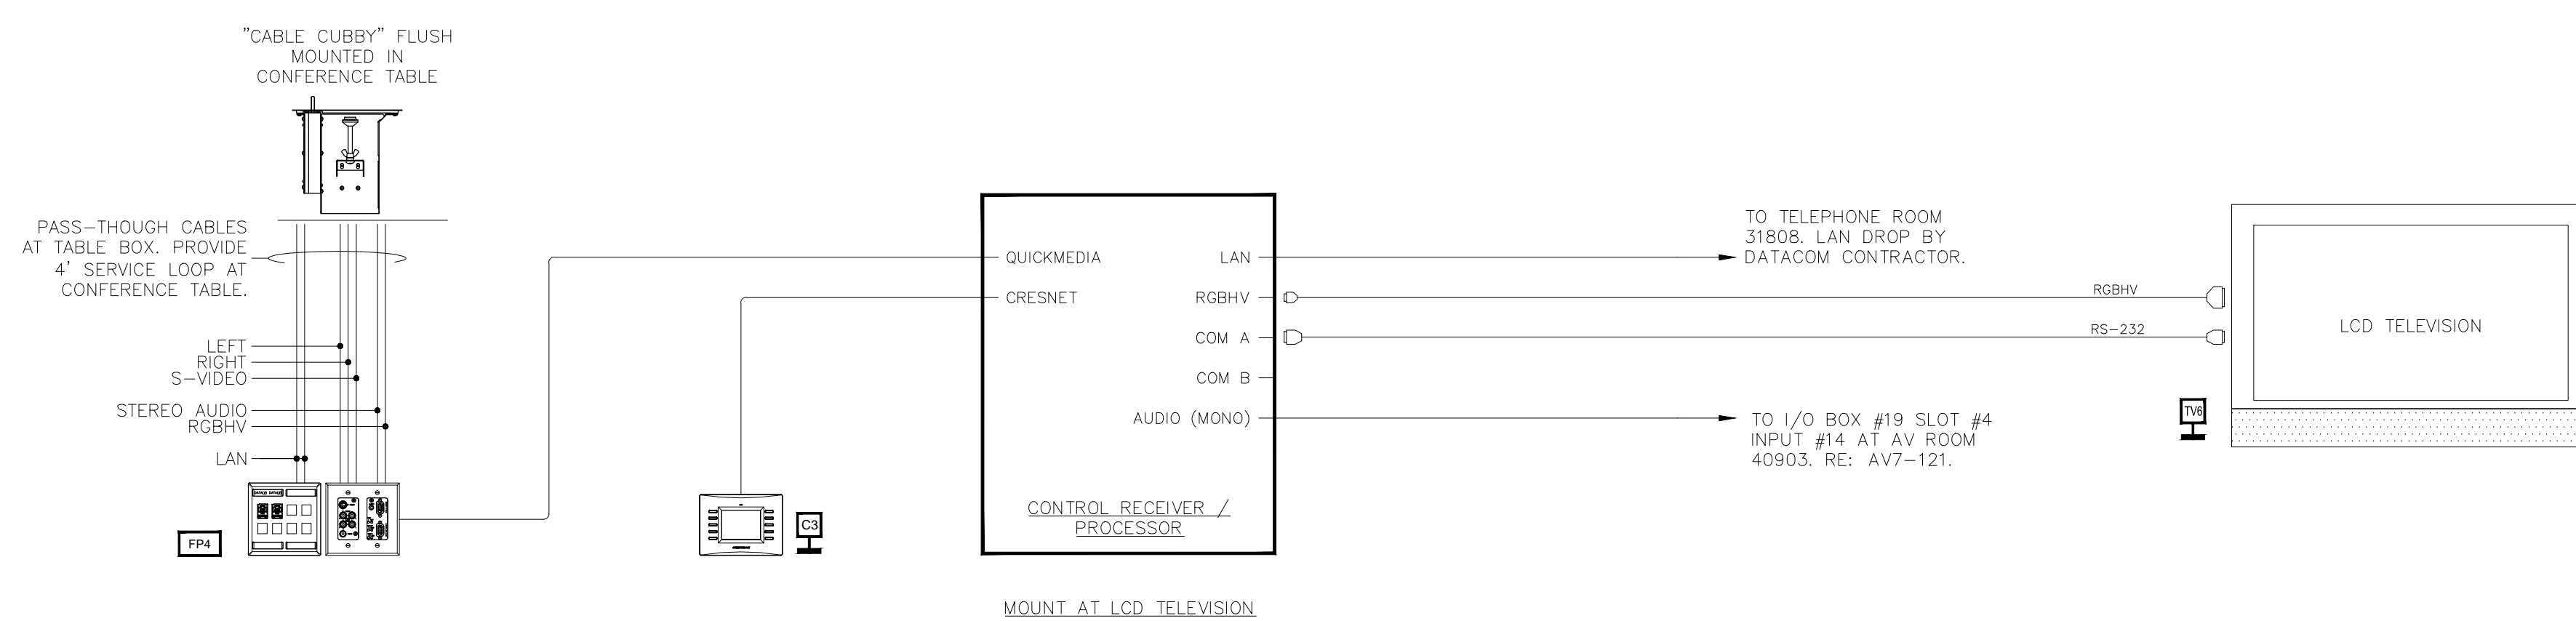 "CABLE CUBBY" FLUSH
MOUNTED IN
CONFERENCE TABLE
PASS-THOUGH CABLES
AT TABLE BOX. PROVIDE
4' SERVICE LOOP AT
CONFERENCE TABLE.
LEFT
RIGHT
S-VIDEO
STEREO AUDIO
RGBHV
LAN
FP4
C3
QUICKMEDIA
CRESNET
LAN
RGBHV
COM A
COM B
AUDIO (MONO)
CONTROL RECEIVER /
PROCESSOR
MOUNT AT LCD TELEVISION
TO TELEPHONE ROOM
31808. LAN DROP BY
DATACOM CONTRACTOR.
RGBHV
RS-232
TO I/O BOX #19 SLOT #4
INPUT #14 AT AV ROOM
40903. RE: AV7-121.
TV6
LCD TELEVISION